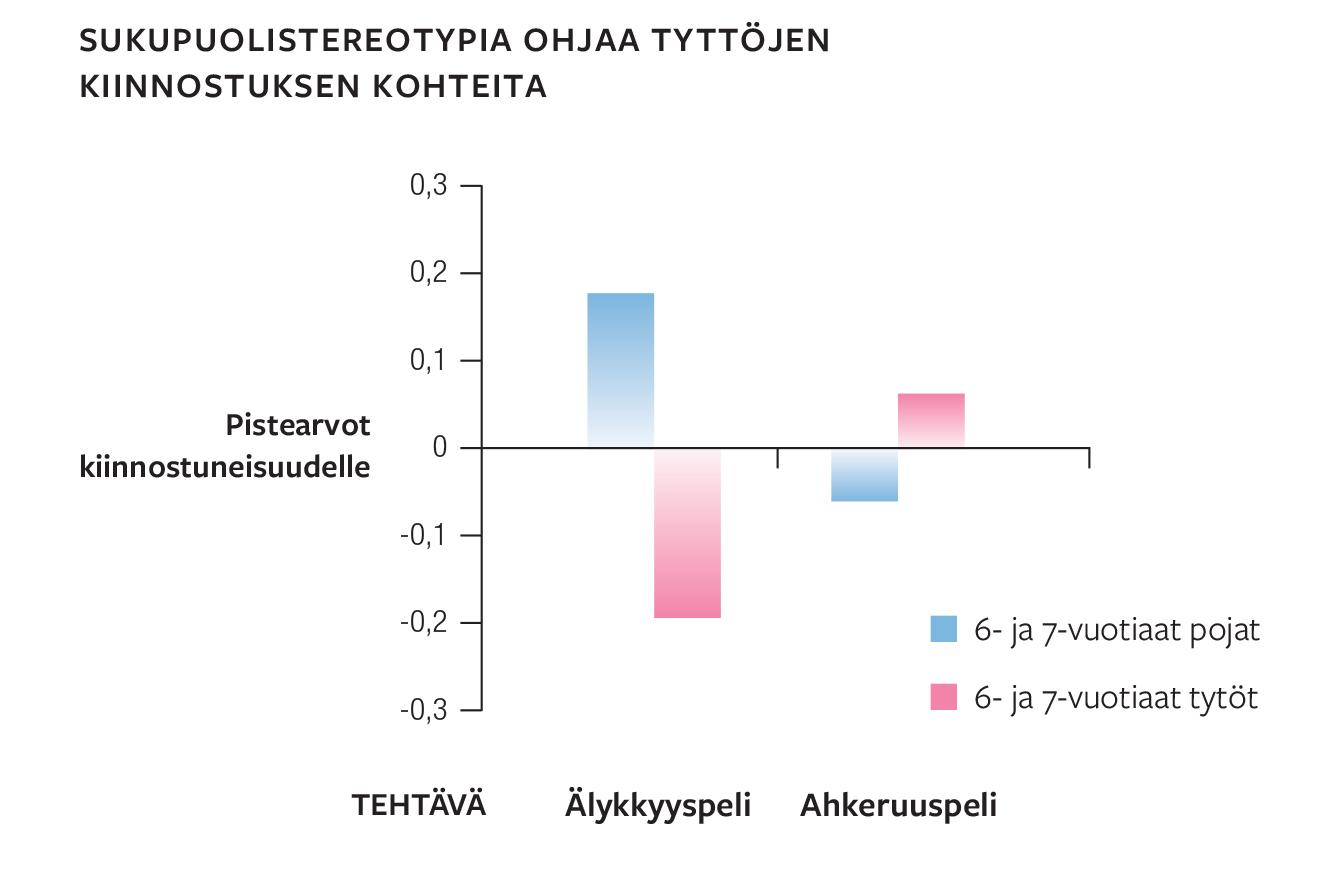 SUKUPUOLISTEREOTYPIA OHJAA TYTTÖJEN
KIINNOSTUKSEN KOHTEITA
0,3
0,2
0,1
Pistearvot
kiinnostuneisuudelle
0
-0,1
-0,2
-0,3
6- ja 7-vuotiaat pojat
6- ja 7-vuotiaat tytöt
TEHTÄVÄ Älykkyyspeli Ahkeruuspeli